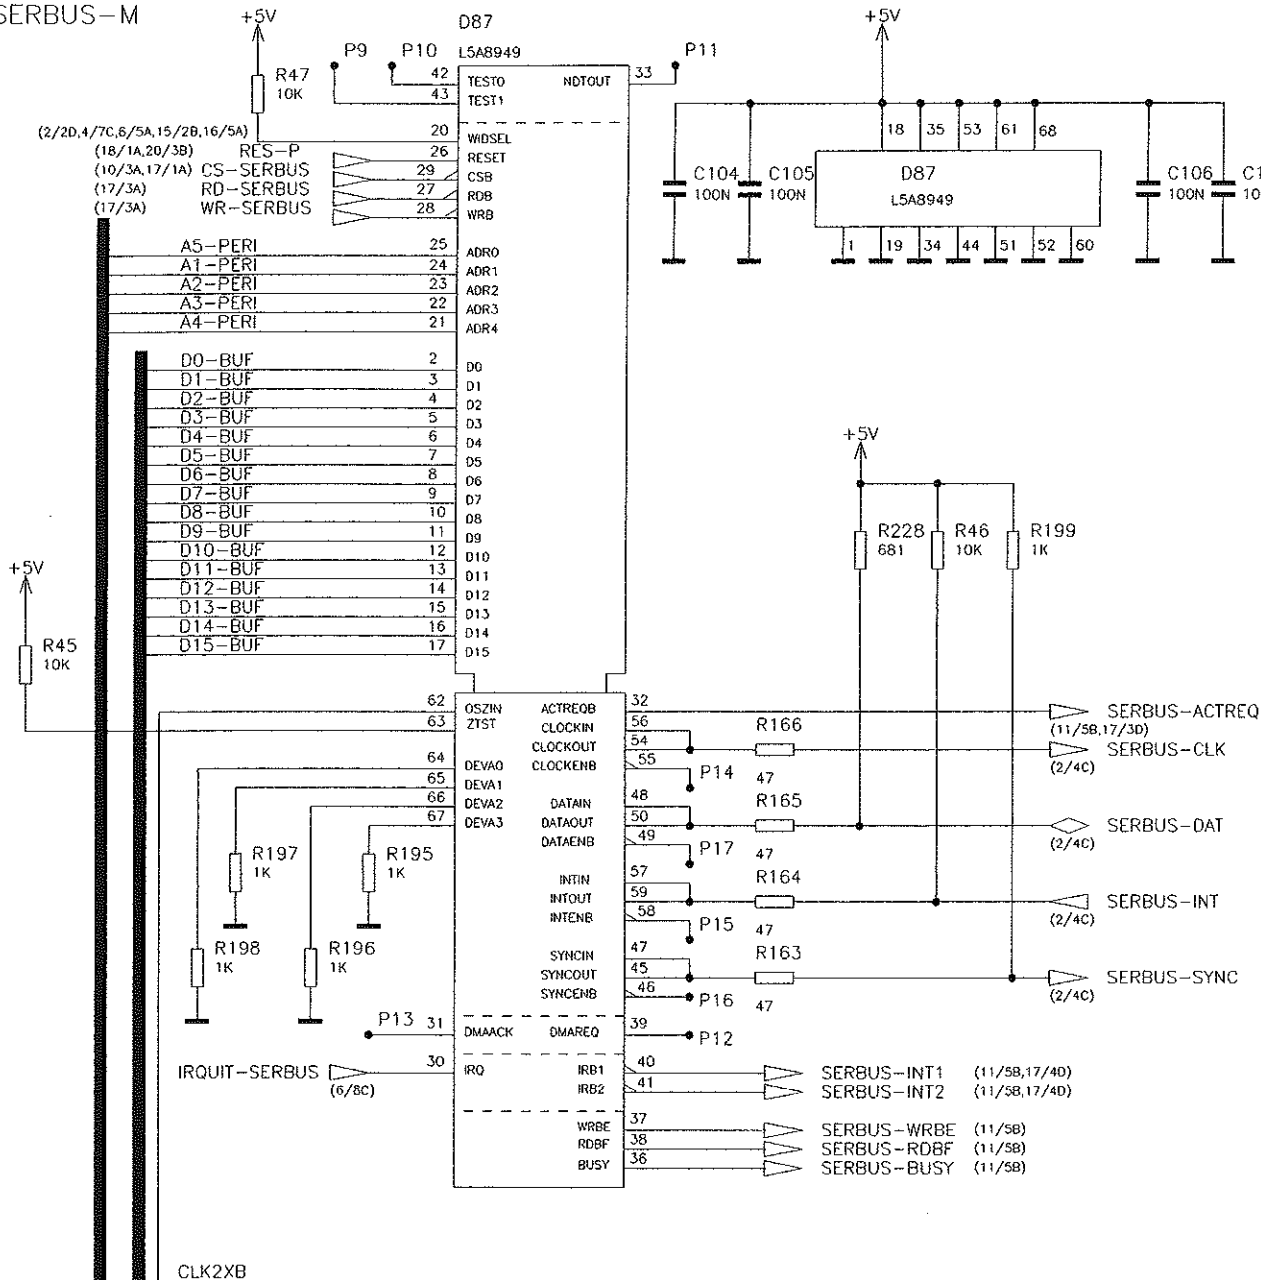 SERBUS-M
+5V
D87
L5A8949
+5V
P9 P10 P11
R47
10K
42 TEST0 NDTOUT 33
43 TEST1
(2/2D,4/7C,6/5A,15/2B,16/5A) 20 WIDSEL
(18/1A,20/3B) RES-P 26 RESET
(10/3A,17/1A) CS-SERBUS 29 CSB
(17/3A) RD-SERBUS 27 RDB
(17/3A) WR-SERBUS 28 WRB
18 35 53 61 68
C104
100N
C105
100N
D87
L5A8949
C106
100N
C1
10
1 19 34 44 51 52 60
A5-PERI 25 ADR0
A1-PERI 24 ADR1
A2-PERI 23 ADR2
A3-PERI 22 ADR3
A4-PERI 21 ADR4
D0-BUF 2 D0
D1-BUF 3 D1
D2-BUF 4 D2
D3-BUF 5 D3
D4-BUF 6 D4
D5-BUF 7 D5
D6-BUF 8 D6
D7-BUF 9 D7
D8-BUF 10 D8
D9-BUF 11 D9
D10-BUF 12 D10
D11-BUF 13 D11
D12-BUF 14 D12
D13-BUF 15 D13
D14-BUF 16 D14
D15-BUF 17 D15
+5V
R45
10K
+5V
R228
681
R46
10K
R199
1K
62 OSZIN ACTREQB 32 SERBUS-ACTREQ
(11/5B,17/3D)
63 ZTST CLOCKIN 56
CLOCKOUT 54 R166 47 SERBUS-CLK
(2/4C)
64 DEVA0 CLOCKENB 55 P14
65 DEVA1
66 DEVA2 DATAIN 48
67 DEVA3 DATAOUT 50 R165 47 SERBUS-DAT
(2/4C)
DATAENB 49 P17
R197
1K
R195
1K
INTIN 57
INTOUT 59 R164 47 SERBUS-INT
(2/4C)
INTENB 58 P15
R198
1K
R196
1K
SYNCIN 47
SYNCOUT 45 R163 47 SERBUS-SYNC
(2/4C)
SYNCENB 46 P16
P13 31 DMAACK DMAREQ 39 P12
IRQUIT-SERBUS 30 IRQ
(6/8C)
IRB1 40 SERBUS-INT1 (11/5B,17/4D)
IRB2 41 SERBUS-INT2 (11/5B,17/4D)
WRBE 37 SERBUS-WRBE (11/5B)
RDBF 38 SERBUS-RDBF (11/5B)
BUSY 36 SERBUS-BUSY (11/5B)
CLK2XB